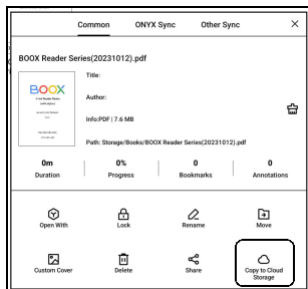 Common ONYX Sync Other Sync ×
BOOX Reader Series(20231012).pdf
BOOX
Title:
Author:
Info:PDF | 7.6 MB
Path: Storage/Books/BOOX Reader Series(20231012).pdf
0m 0% 0 0
Duration Progress Bookmarks Annotations
Open With Lock Rename Move
Custom Cover Delete Share Copy to Cloud
Storage